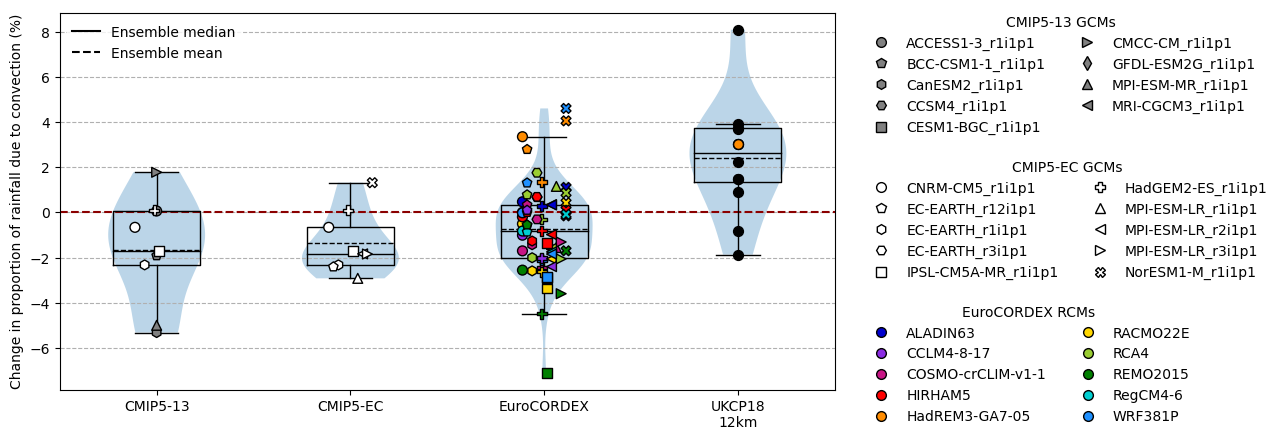 Change in proportion of rainfall due to convection (%)
8
6
4
2
0
−2
−4
−6
Ensemble median
Ensemble mean
CMIP5-13
CMIP5-EC
EuroCORDEX
UKCP18
12km
CMIP5-13 GCMs
ACCESS1-3_r1i1p1
BCC-CSM1-1_r1i1p1
CanESM2_r1i1p1
CCSM4_r1i1p1
CESM1-BGC_r1i1p1
CMCC-CM_r1i1p1
GFDL-ESM2G_r1i1p1
MPI-ESM-MR_r1i1p1
MRI-CGCM3_r1i1p1
CMIP5-EC GCMs
CNRM-CM5_r1i1p1
EC-EARTH_r12i1p1
EC-EARTH_r1i1p1
EC-EARTH_r3i1p1
IPSL-CM5A-MR_r1i1p1
HadGEM2-ES_r1i1p1
MPI-ESM-LR_r1i1p1
MPI-ESM-LR_r2i1p1
MPI-ESM-LR_r3i1p1
NorESM1-M_r1i1p1
EuroCORDEX RCMs
ALADIN63
CCLM4-8-17
COSMO-crCLIM-v1-1
HIRHAM5
HadREM3-GA7-05
RACMO22E
RCA4
REMO2015
RegCM4-6
WRF381P